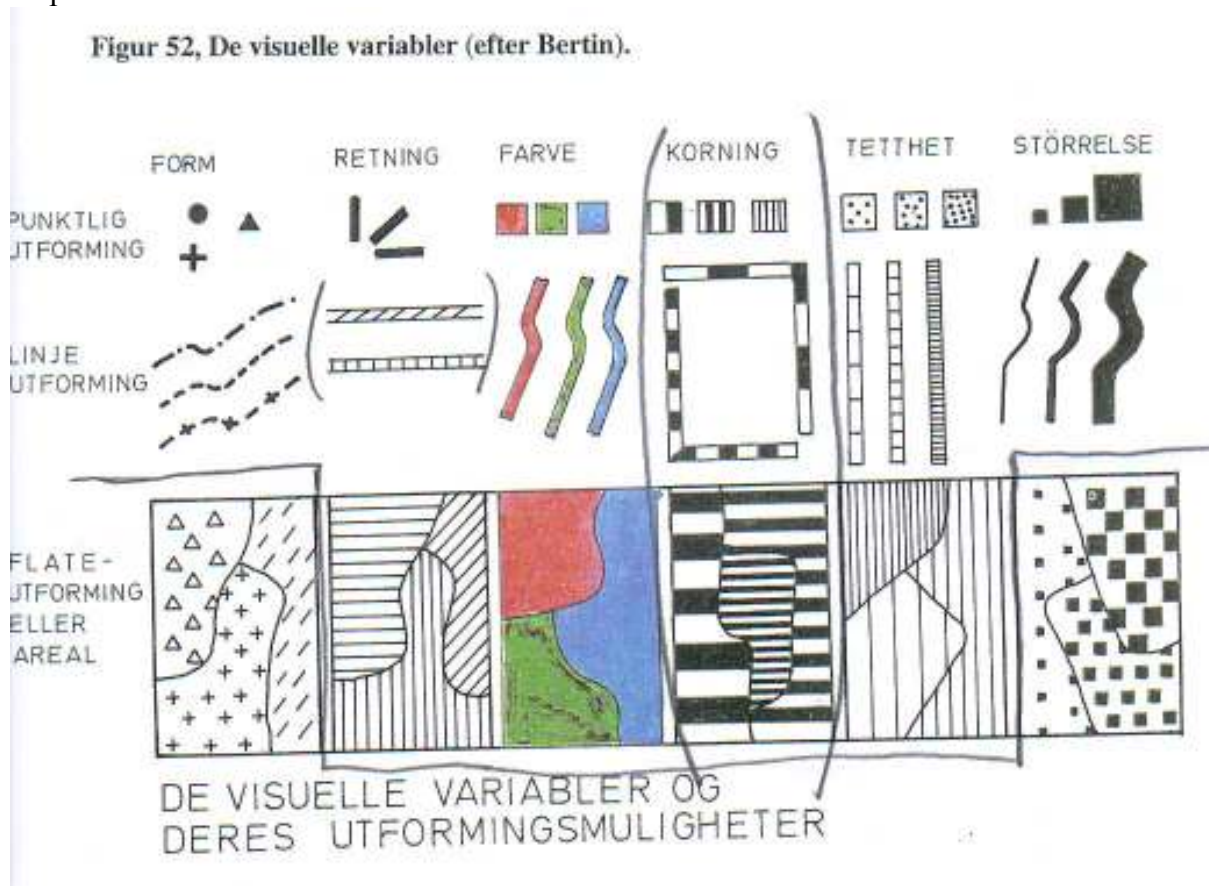 Figur 52, De visuelle variabler (efter Bertin).
FORM RETNING FARVE KORNING TETTHET STÖRRELSE
PUNKTLIG
UTFORMING
LINJE
UTFORMING
FLATE-
UTFORMING
ELLER
AREAL
DE VISUELLE VARIABLER OG
DERES UTFORMINGSMULIGHETER